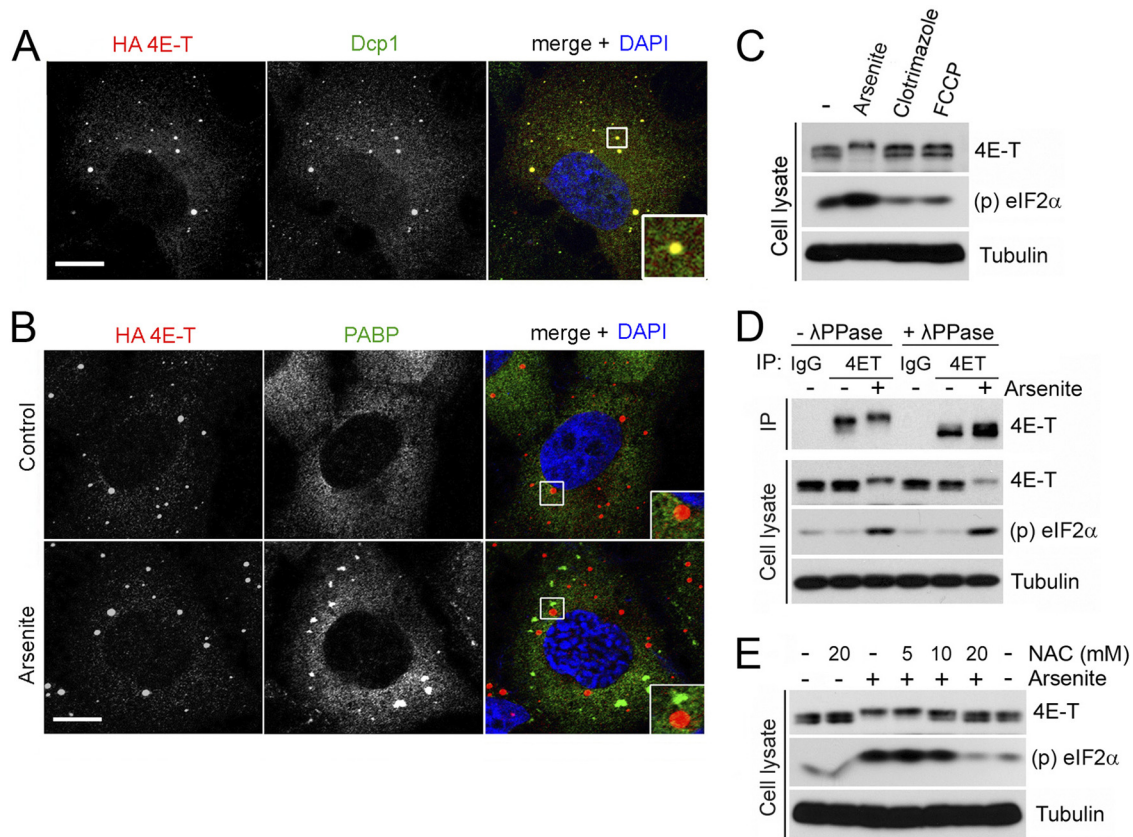 A
HA 4E-T
Dcp1
merge + DAPI
B
HA 4E-T
PABP
merge + DAPI
Control
Arsenite
C
-
Arsenite
Clotrimazole
FCCP
Cell lysate
4E-T
(p) eIF2α
Tubulin
D
- λPPase + λPPase
IP: IgG 4ET IgG 4ET
- - + - - + Arsenite
IP
4E-T
Cell lysate
4E-T
(p) eIF2α
Tubulin
E
- 20 - 5 10 20 - NAC (mM)
- - + + + + - Arsenite
Cell lysate
4E-T
(p) eIF2α
Tubulin